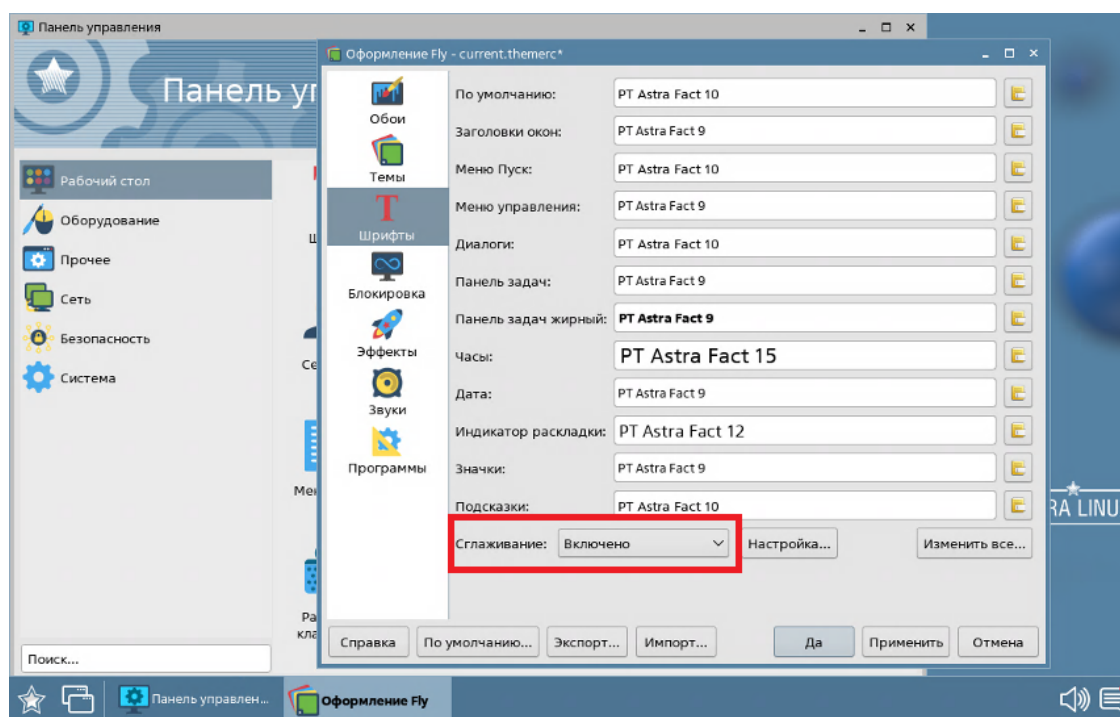 Панель управления
Оформление Fly - current.themerc*
Рабочий стол
Оборудование
Прочее
Сеть
Безопасность
Система
Поиск...
Обои
Темы
Шрифты
Блокировка
Эффекты
Звуки
Программы
По умолчанию: PT Astra Fact 10
Заголовки окон: PT Astra Fact 9
Меню Пуск: PT Astra Fact 10
Меню управления: PT Astra Fact 9
Диалоги: PT Astra Fact 10
Панель задач: PT Astra Fact 9
Панель задач жирный: PT Astra Fact 9
Часы: PT Astra Fact 15
Дата: PT Astra Fact 9
Индикатор раскладки: PT Astra Fact 12
Значки: PT Astra Fact 9
Подсказки: PT Astra Fact 10
Сглаживание: Включено Настройка... Изменить все...
Справка По умолчанию... Экспорт... Импорт... Да Применить Отмена
Панель управлен... Оформление Fly